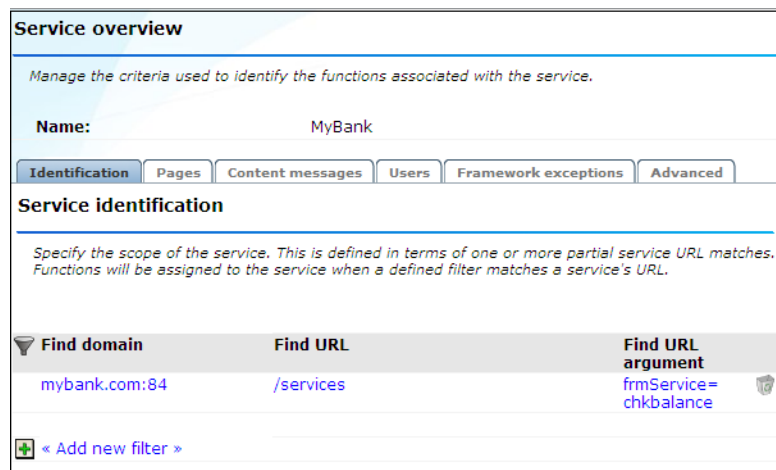 Service overview
Manage the criteria used to identify the functions associated with the service.
Name: MyBank
Identification Pages Content messages Users Framework exceptions Advanced
Service identification
Specify the scope of the service. This is defined in terms of one or more partial service URL matches.
Functions will be assigned to the service when a defined filter matches a service's URL.
Find domain Find URL Find URL
argument
mybank.com:84 /services frmService=
chkbalance
« Add new filter »